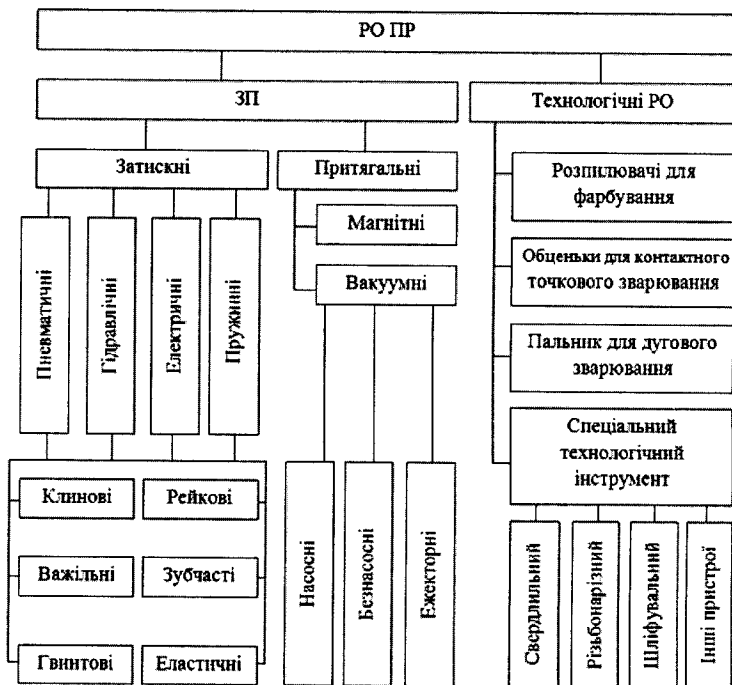 РО ПР
ЗП
Технологічні РО
Затискні
Притягальні
Розпилювачі для
фарбування
Магнітні
Обценьки для контактного
точкового зварювання
Вакуумні
Пневматичні
Гідравлічні
Електричні
Пружинні
Пальник для дугового
зварювання
Спеціальний
технологічний
інструмент
Клинові
Рейкові
Важільні
Зубчасті
Гвинтові
Еластичні
Насосні
Безнасосні
Ежекторні
Свердлильний
Різьбонарізний
Шліфувальний
Інші пристрої